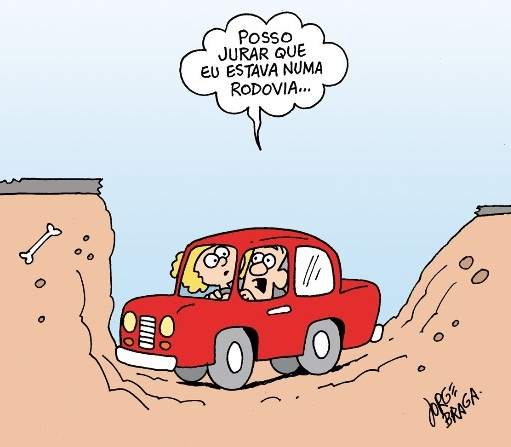 POSSO
JURAR QUE
EU ESTAVA NUMA
RODOVIA...
JORGE
BRAGA.